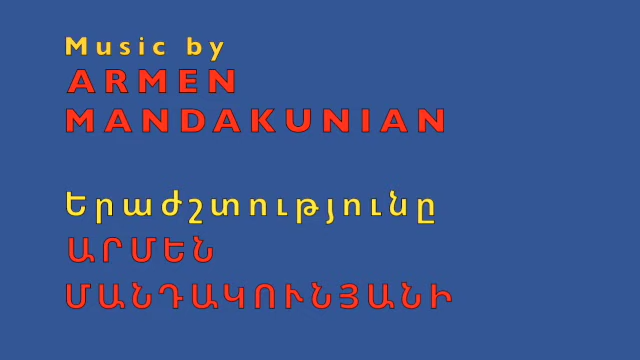 Music by
ARMEN
MANDAKUNIAN
Երաժշտությունը
ԱՐՄԵՆ
ՄԱՆԴԱԿՈՒՆՅԱՆԻ